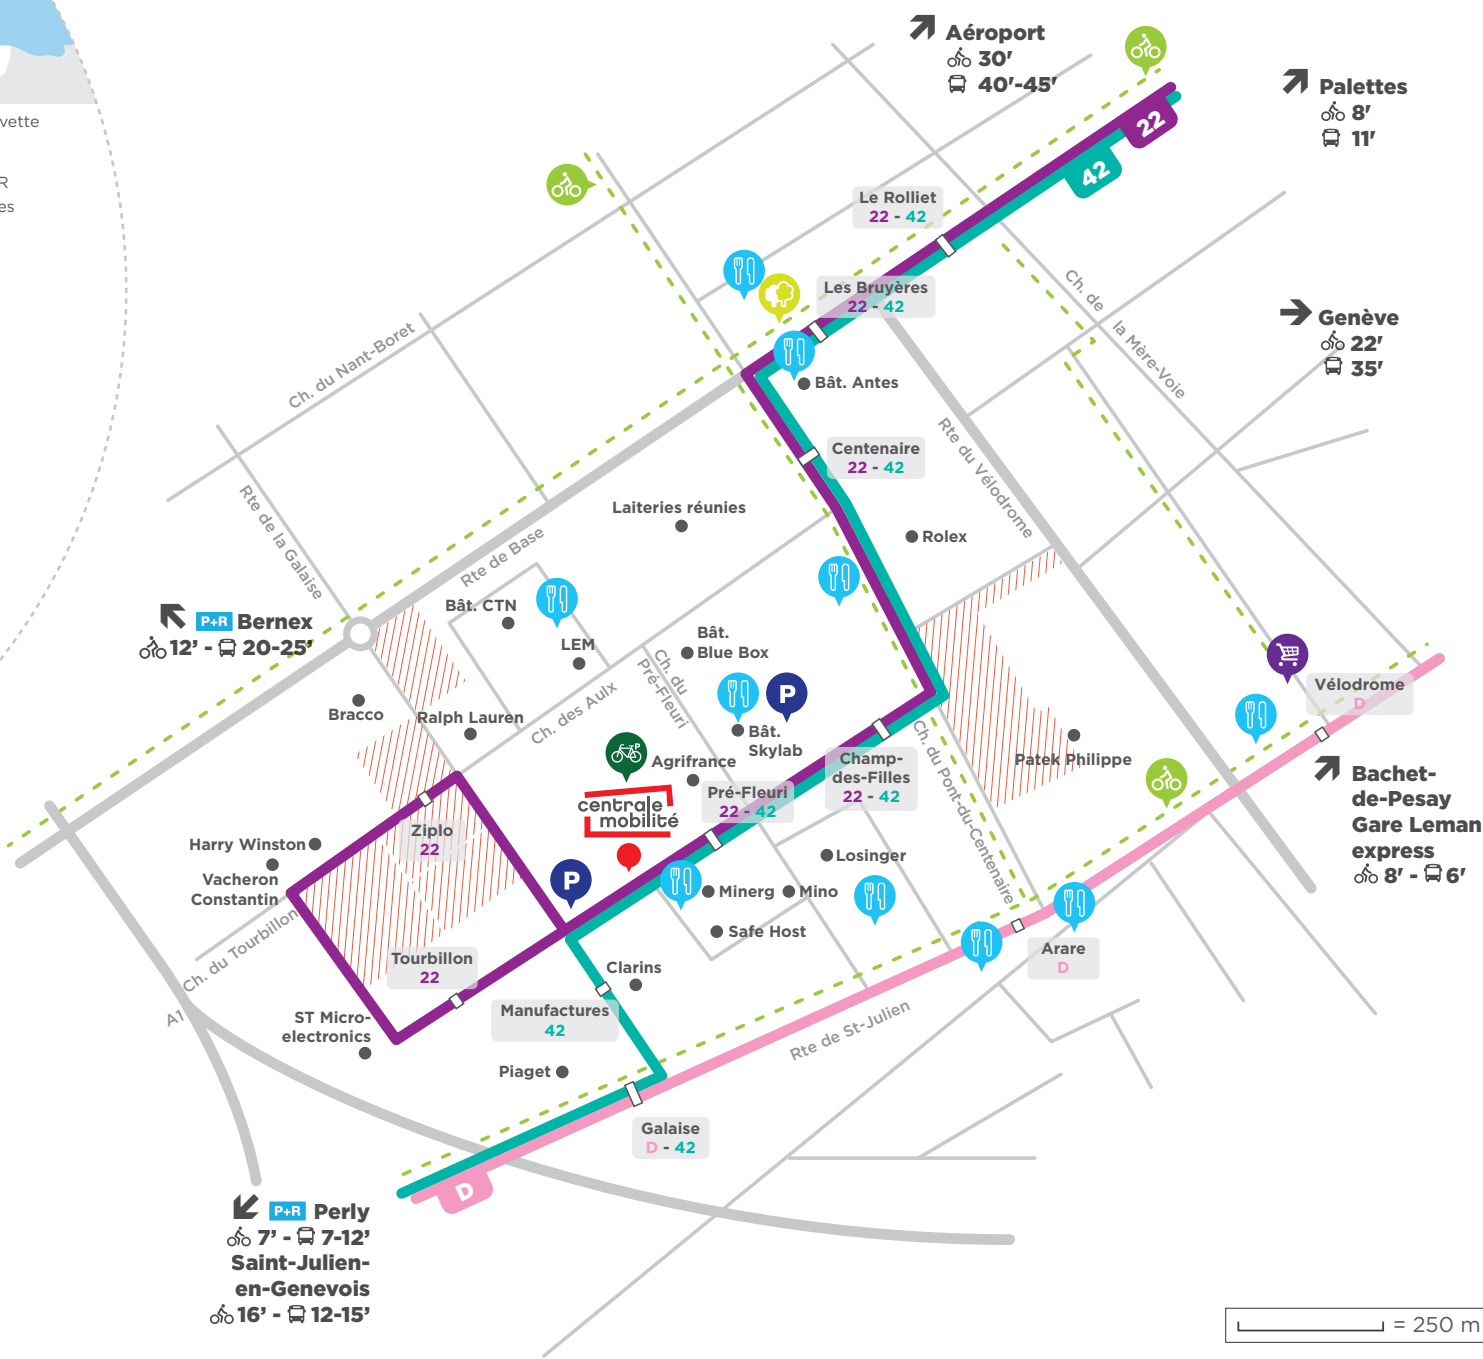 vette
R
es
Aéroport
30'
40'-45'
Palettes
8'
11'
22
42
Le Rolliet
22 - 42
Les Bruyères
22 - 42
Ch. de la Mère-Voie
Genève
22'
35'
Ch. du Nant-Boret
Bât. Antes
Centenaire
22 - 42
Rte du Vélodrome
Rte de la Galaise
Laiteries réunies
Rolex
Rte de Base
Bât. CTN
LEM
P+R Bernex
12' - 20-25'
Bât.
Blue Box
Ch. du
Pré-Fleuri
Ch. des Aulx
P
Bracco
Ralph Lauren
Bât.
Skylab
Vélodrome
D
Patek Philippe
Agrifrance
P
centrale
mobilité
Pré-Fleuri
22 - 42
Champ-
des-Filles
22 - 42
Ch. du Pont-du-Centenaire
Bachet-
de-Pesay
Gare Leman
express
8' - 6'
Ziplo
22
Harry Winston
Vacheron
Constantin
Losinger
P
Minerg
Mino
Safe Host
Ch. du Tourbillon
Tourbillon
22
Clarins
Arare
D
A1
ST Micro-
electronics
Manufactures
42
Rte de St-Julien
Piaget
Galaise
D - 42
D
P+R Perly
7' - 7-12'
Saint-Julien-
en-Genevois
16' - 12-15'
= 250 m